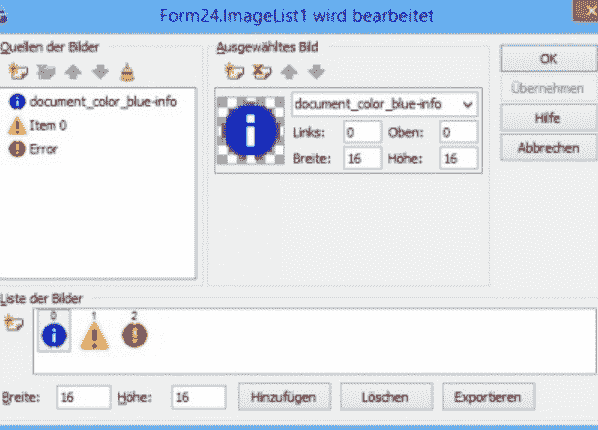 Form24.ImageList1 wird bearbeitet
Quellen der Bilder
Ausgewähltes Bild
OK
document_color_blue-info
Item 0
Error
document_color_blue-info
Links: 0 Oben: 0
Breite: 16 Höhe: 16
Übernehmen
Hilfe
Abbrechen
Liste der Bilder
0 1 2
Breite: 16 Höhe: 16 Hinzufügen Löschen Exportieren